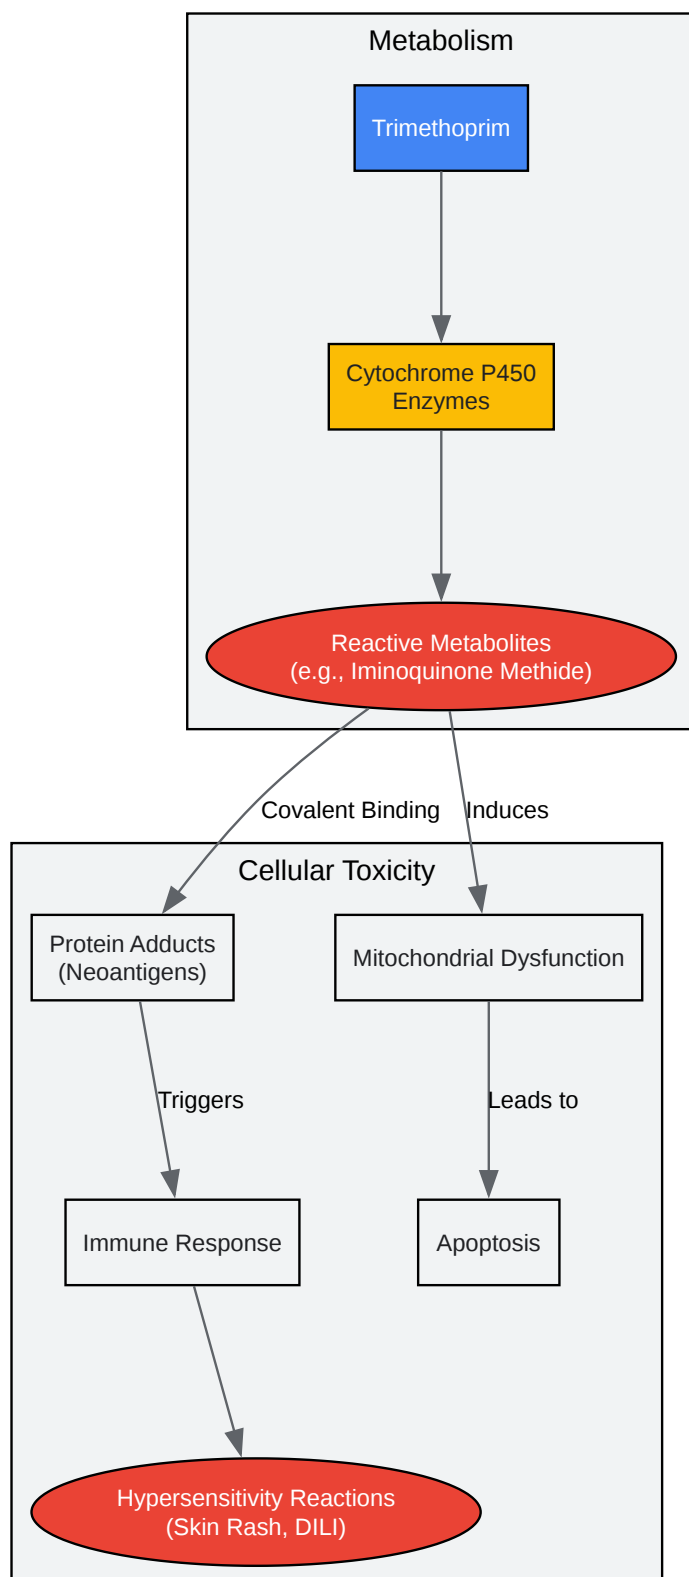 Metabolism
Trimethoprim
Cytochrome P450
Enzymes
Reactive Metabolites
(e.g., Iminoquinone Methide)
Covalent Binding
Induces
Cellular Toxicity
Protein Adducts
(Neoantigens)
Mitochondrial Dysfunction
Triggers
Leads to
Immune Response
Apoptosis
Hypersensitivity Reactions
(Skin Rash, DILI)